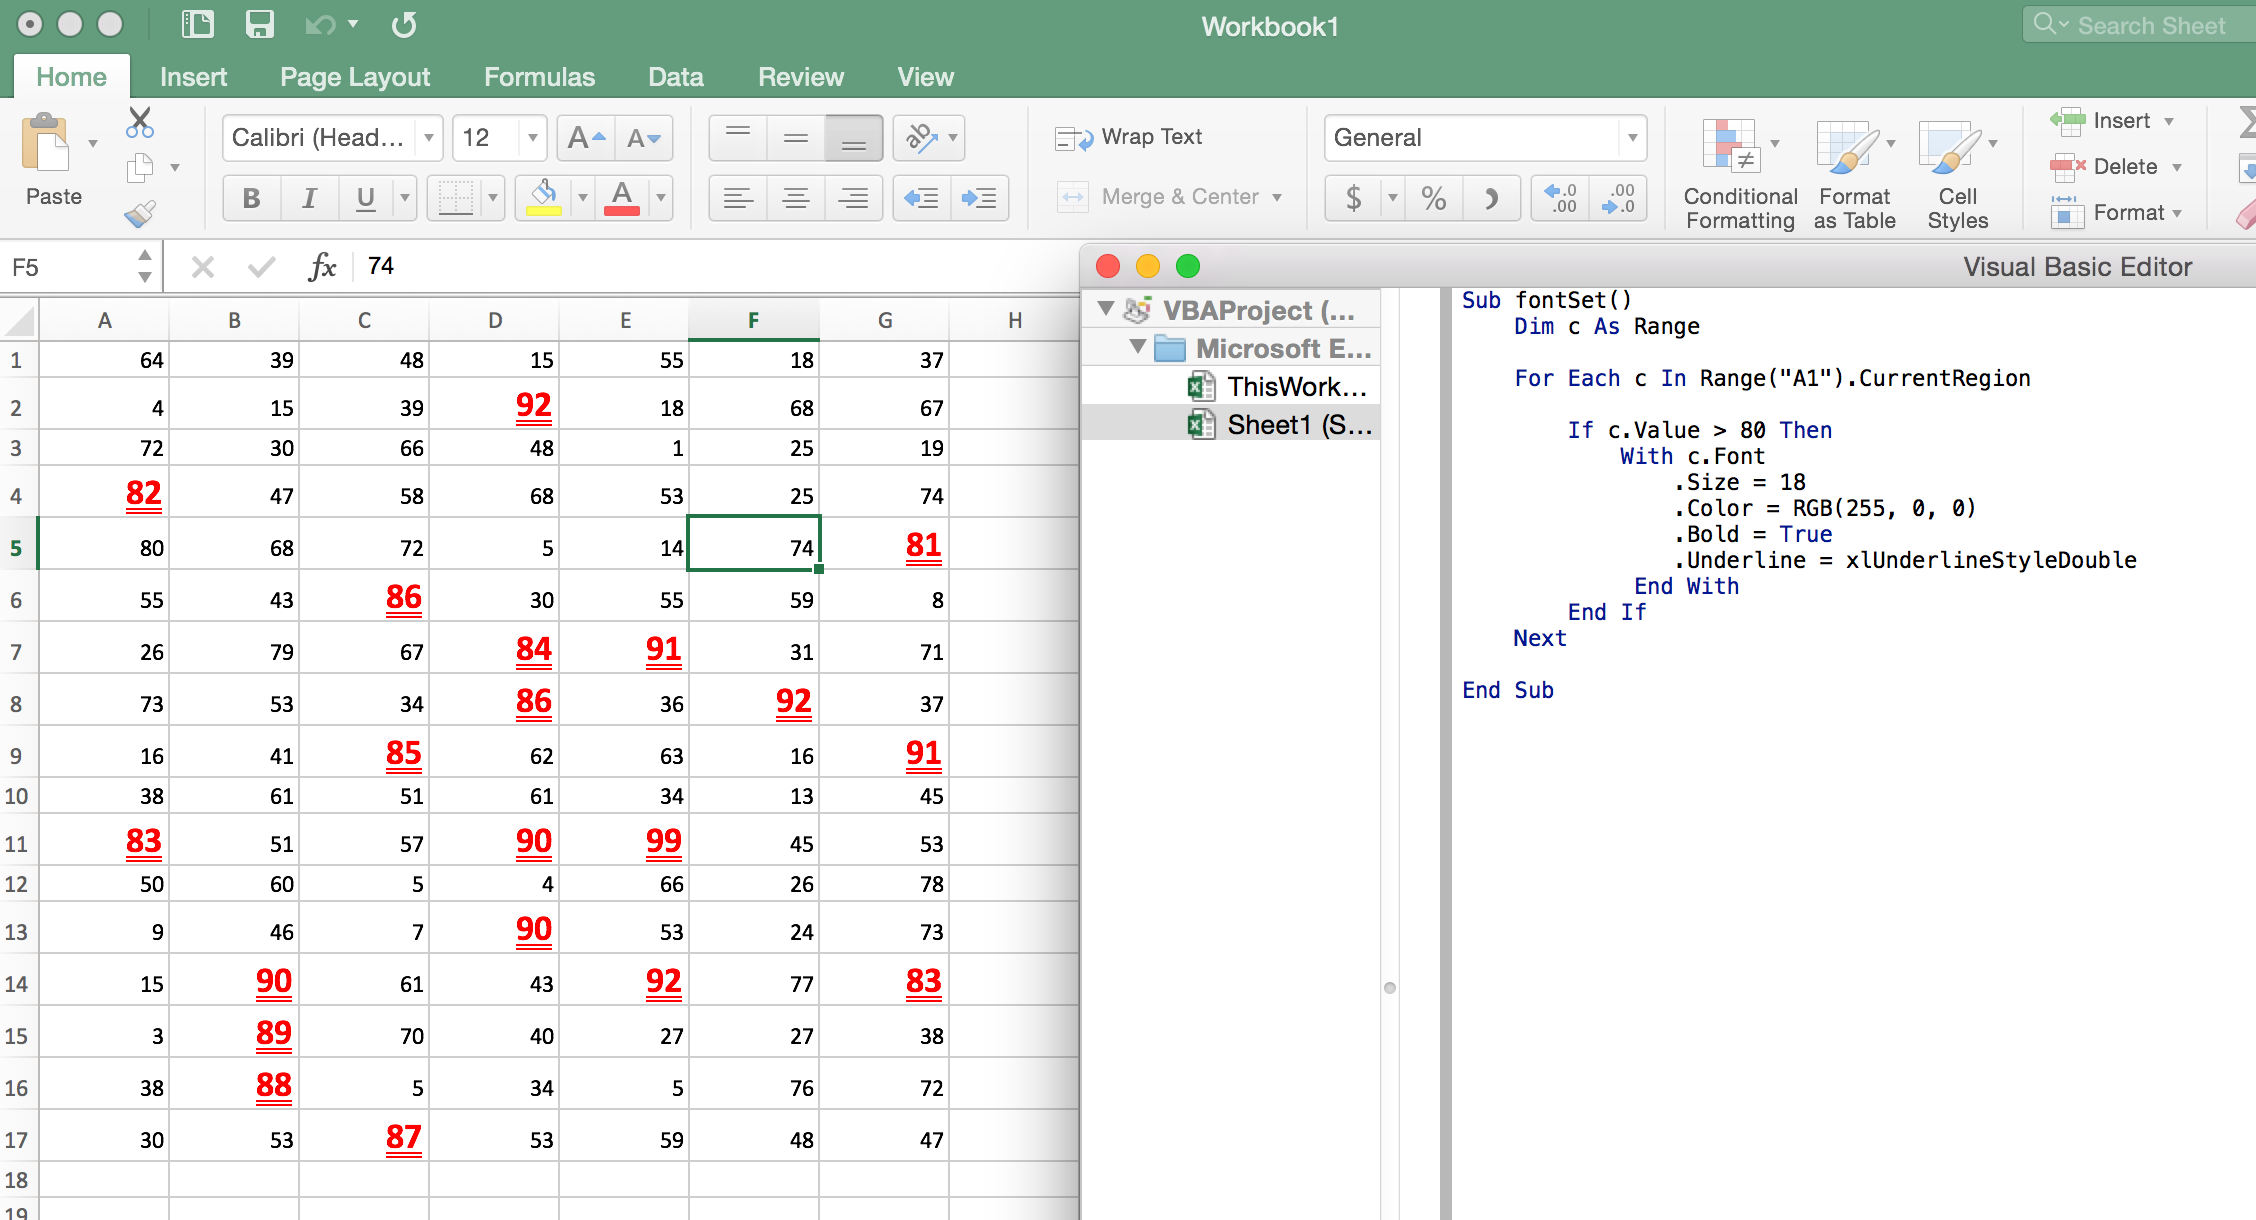 Workbook1
Search Sheet
Home Insert Page Layout Formulas Data Review View
Paste
Calibri (Head... 12 A A
B I U A
ab
Wrap Text
Merge & Center
General
$ % .0 .00 .00 .0
Conditional Formatting
Format as Table
Cell Styles
Insert
Delete
Format
F5 fx 74
A B C D E F G H
1 64 39 48 15 55 18 37
2 4 15 39 92 18 68 67
3 72 30 66 48 1 25 19
4 82 47 58 68 53 25 74
5 80 68 72 5 14 74 81
6 55 43 86 30 55 59 8
7 26 79 67 84 91 31 71
8 73 53 34 86 36 92 37
9 16 41 85 62 63 16 91
10 38 61 51 61 34 13 45
11 83 51 57 90 99 45 53
12 50 60 5 4 66 26 78
13 9 46 7 90 53 24 73
14 15 90 61 43 92 77 83
15 3 89 70 40 27 27 38
16 38 88 5 34 5 76 72
17 30 53 87 53 59 48 47
18
19
Visual Basic Editor
VBAProject (...
Microsoft E...
ThisWork...
Sheet1 (S...
Sub fontSet()
Dim c As Range
For Each c In Range("A1").CurrentRegion
If c.Value > 80 Then
With c.Font
.Size = 18
.Color = RGB(255, 0, 0)
.Bold = True
.Underline = xlUnderlineStyleDouble
End With
End If
Next
End Sub